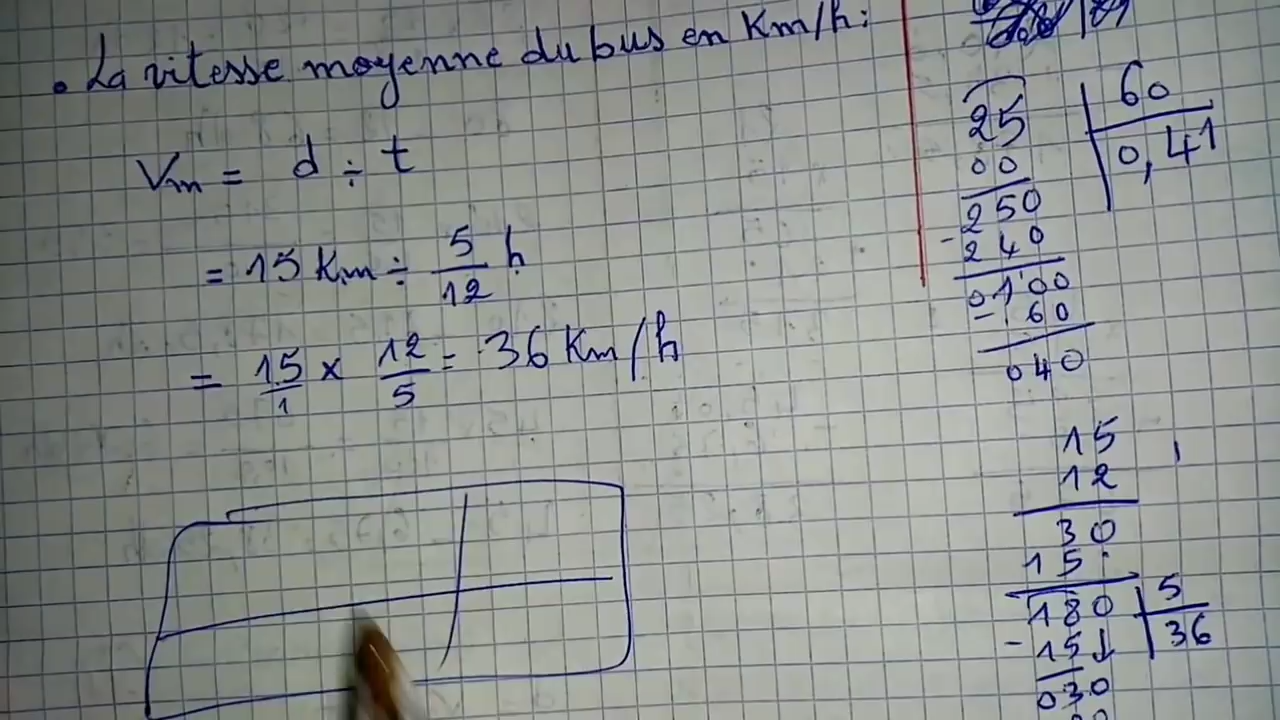 . La vitesse moyenne du bus en Km/h:
Vm = d ÷ t
= 15 Km ÷ 5/12 h
= 15/1 x 12/5 = 36 Km/h
25 | 60
00 | 0,41
250
- 240
0100
- 60
040
15
12
30
15.
180 | 5
- 15↓ | 36
030